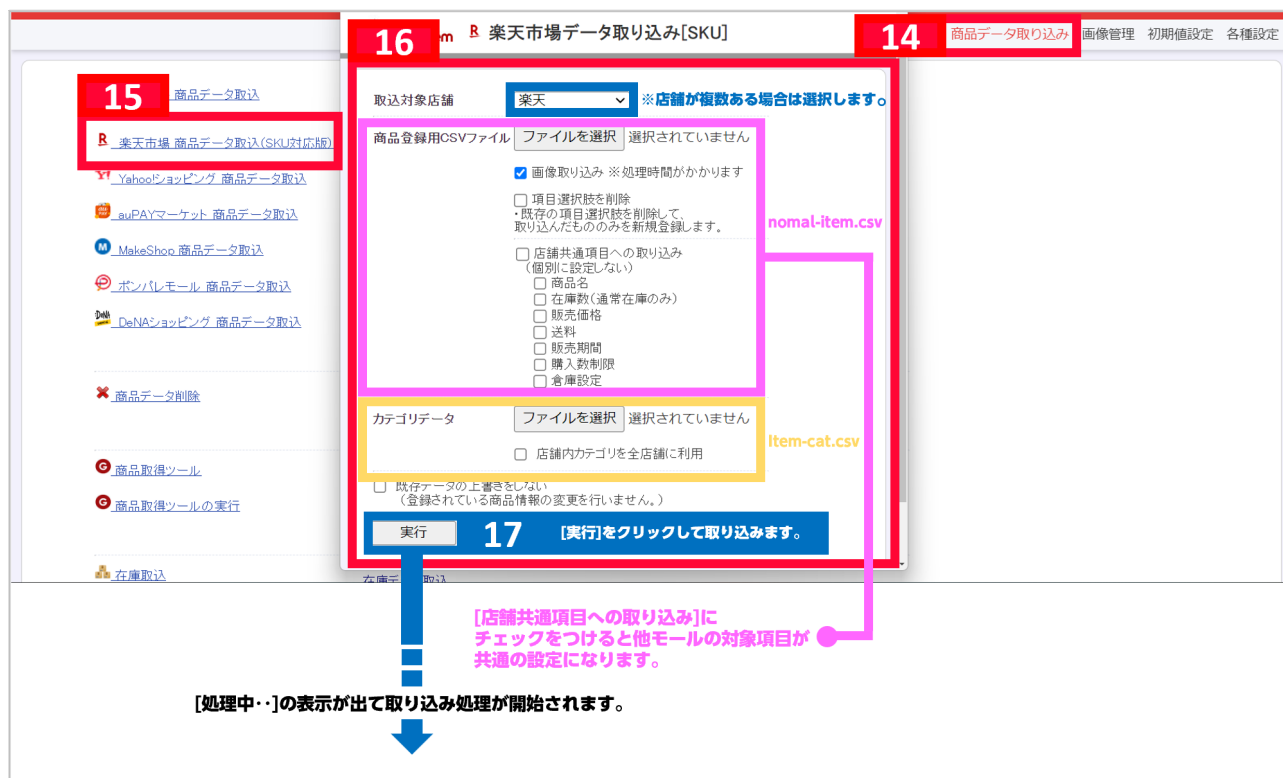 16
em R 楽天市場データ取り込み[SKU]
14
商品データ取り込み 画像管理 初期値設定 各種設定
15
商品データ取込
R 楽天市場 商品データ取込(SKU対応版)
Y! Yahoo!ショッピング 商品データ取込
auPAYマーケット 商品データ取込
M MakeShop 商品データ取込
ポンパレモール 商品データ取込
DeNA DeNAショッピング 商品データ取込
商品データ削除
G 商品取得ツール
G 商品取得ツールの実行
在庫取込
取込対象店舗
楽天
※店舗が複数ある場合は選択します。
商品登録用CSVファイル ファイルを選択 選択されていません
画像取り込み ※処理時間がかかります
項目選択肢を削除
・既存の項目選択肢を削除して、
取り込んだもののみを新規登録します。
nomal-item.csv
店舗共通項目への取り込み
(個別に設定しない)
商品名
在庫数(通常在庫のみ)
販売価格
送料
販売期間
購入数制限
倉庫設定
カテゴリデータ ファイルを選択 選択されていません
Item-cat.csv
店舗内カテゴリを全店舗に利用
既存データの上書きをしない
(登録されている商品情報の変更を行いません。)
実行
17 [実行]をクリックして取り込みます。
[店舗共通項目への取り込み]に
チェックをつけると他モールの対象項目が
共通の設定になります。
[処理中‥]の表示が出て取り込み処理が開始されます。